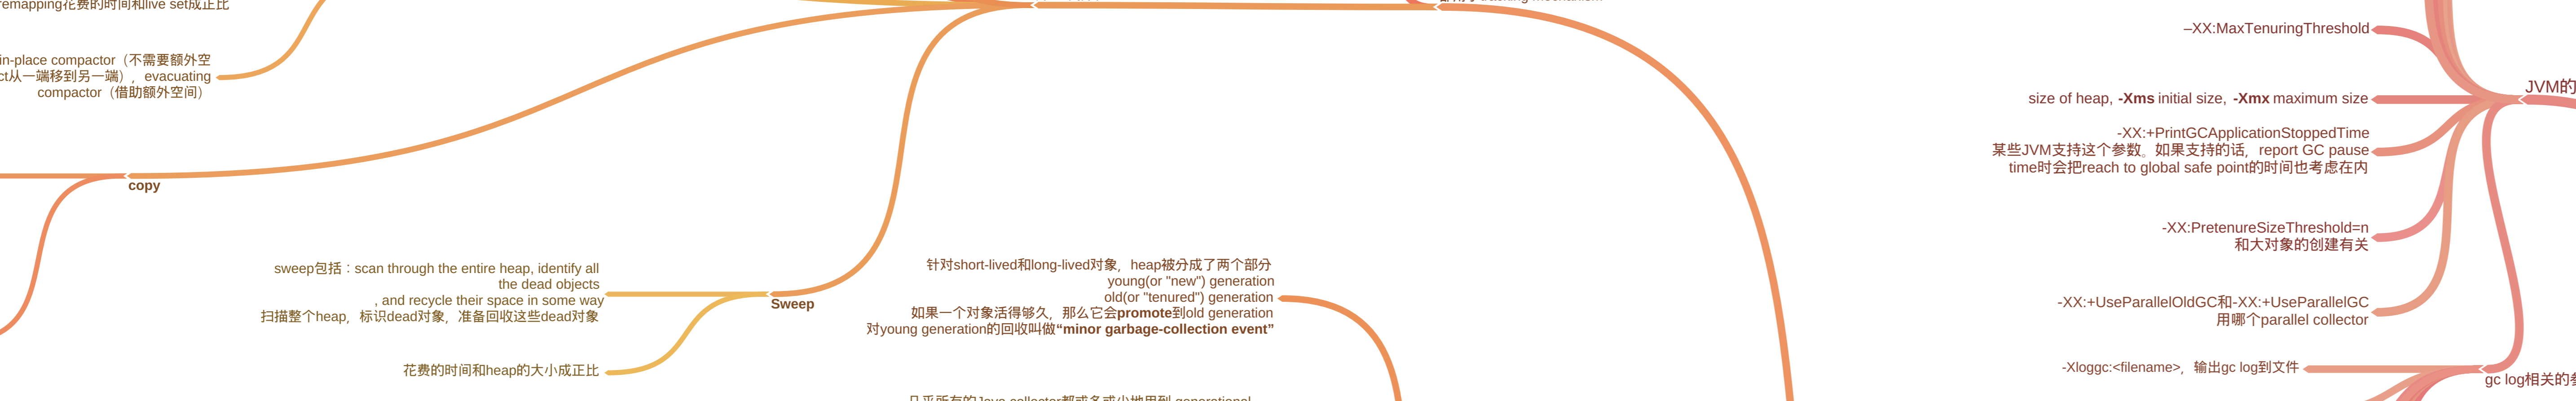 remapping花费的时间和live set成正比
in-place compactor（不需要额外空
ct从一端移到另一端），evacuating
compactor（借助额外空间）
copy
sweep包括：scan through the entire heap, identify all
the dead objects
, and recycle their space in some way
扫描整个heap，标识dead对象，准备回收这些dead对象
花费的时间和heap的大小成正比
Sweep
针对short-lived和long-lived对象，heap被分成了两个部分
young(or "new") generation
old(or "tenured") generation
如果一个对象活得够久，那么它会promote到old generation
对young generation的回收叫做“minor garbage-collection event”
–XX:MaxTenuringThreshold
size of heap, -Xms initial size, -Xmx maximum size
-XX:+PrintGCApplicationStoppedTime
某些JVM支持这个参数。如果支持的话，report GC pause
time时会把reach to global safe point的时间也考虑在内
-XX:PretenureSizeThreshold=n
和大对象的创建有关
-XX:+UseParallelOldGC和-XX:+UseParallelGC
用哪个parallel collector
-Xloggc:<filename>，输出gc log到文件
JVM的
gc log相关的参